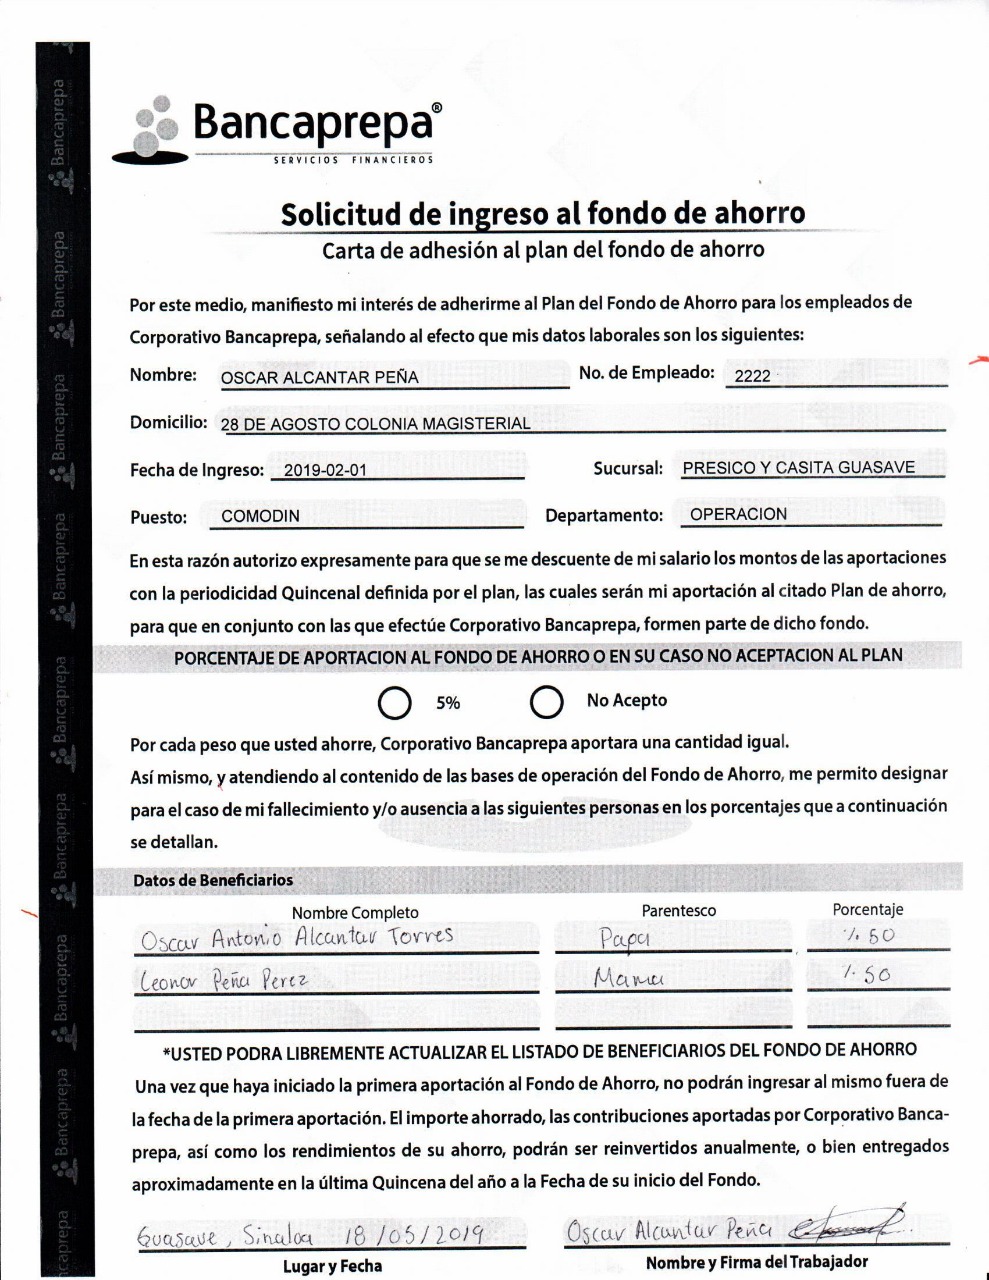 Bancaprepa®
SERVICIOS FINANCIEROS
Solicitud de ingreso al fondo de ahorro
Carta de adhesión al plan del fondo de ahorro
Por este medio, manifiesto mi interés de adherirme al Plan del Fondo de Ahorro para los empleados de
Corporativo Bancaprepa, señalando al efecto que mis datos laborales son los siguientes:
Nombre: OSCAR ALCANTAR PEÑA No. de Empleado: 2222
Domicilio: 28 DE AGOSTO COLONIA MAGISTERIAL
Fecha de Ingreso: 2019-02-01 Sucursal: PRESICO Y CASITA GUASAVE
Puesto: COMODIN Departamento: OPERACION
En esta razón autorizo expresamente para que se me descuente de mi salario los montos de las aportaciones
con la periodicidad Quincenal definida por el plan, las cuales serán mi aportación al citado Plan de ahorro,
para que en conjunto con las que efectúe Corporativo Bancaprepa, formen parte de dicho fondo.
PORCENTAJE DE APORTACION AL FONDO DE AHORRO O EN SU CASO NO ACEPTACION AL PLAN
5% No Acepto
Por cada peso que usted ahorre, Corporativo Bancaprepa aportara una cantidad igual.
Así mismo, y atendiendo al contenido de las bases de operación del Fondo de Ahorro, me permito designar
para el caso de mi fallecimiento y/o ausencia a las siguientes personas en los porcentajes que a continuación
se detallan.
Datos de Beneficiarios
Nombre Completo Parentesco Porcentaje
Oscar Antonio Alcantar Torres Papa % 50
Leonor Peña Perez Mama % 50
*USTED PODRA LIBREMENTE ACTUALIZAR EL LISTADO DE BENEFICIARIOS DEL FONDO DE AHORRO
Una vez que haya iniciado la primera aportación al Fondo de Ahorro, no podrán ingresar al mismo fuera de
la fecha de la primera aportación. El importe ahorrado, las contribuciones aportadas por Corporativo Banca-
prepa, así como los rendimientos de su ahorro, podrán ser reinvertidos anualmente, o bien entregados
aproximadamente en la última Quincena del año a la Fecha de su inicio del Fondo.
Guasave, Sinaloa 18/05/2019 Oscar Alcantar Peña
Lugar y Fecha Nombre y Firma del Trabajador
Bancaprepa
Bancaprepa
Bancaprepa
Bancaprepa
Bancaprepa
Bancaprepa
Bancaprepa
Bancaprepa
caprepa